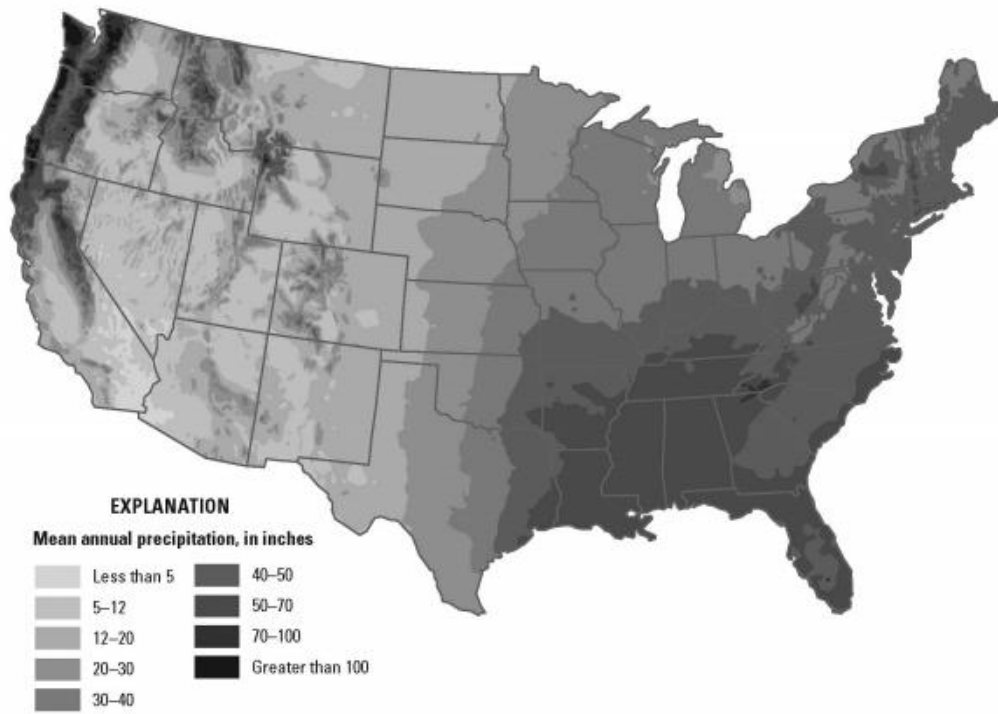 EXPLANATION
Mean annual precipitation, in inches
Less than 5
5–12
12–20
20–30
30–40
40–50
50–70
70–100
Greater than 100